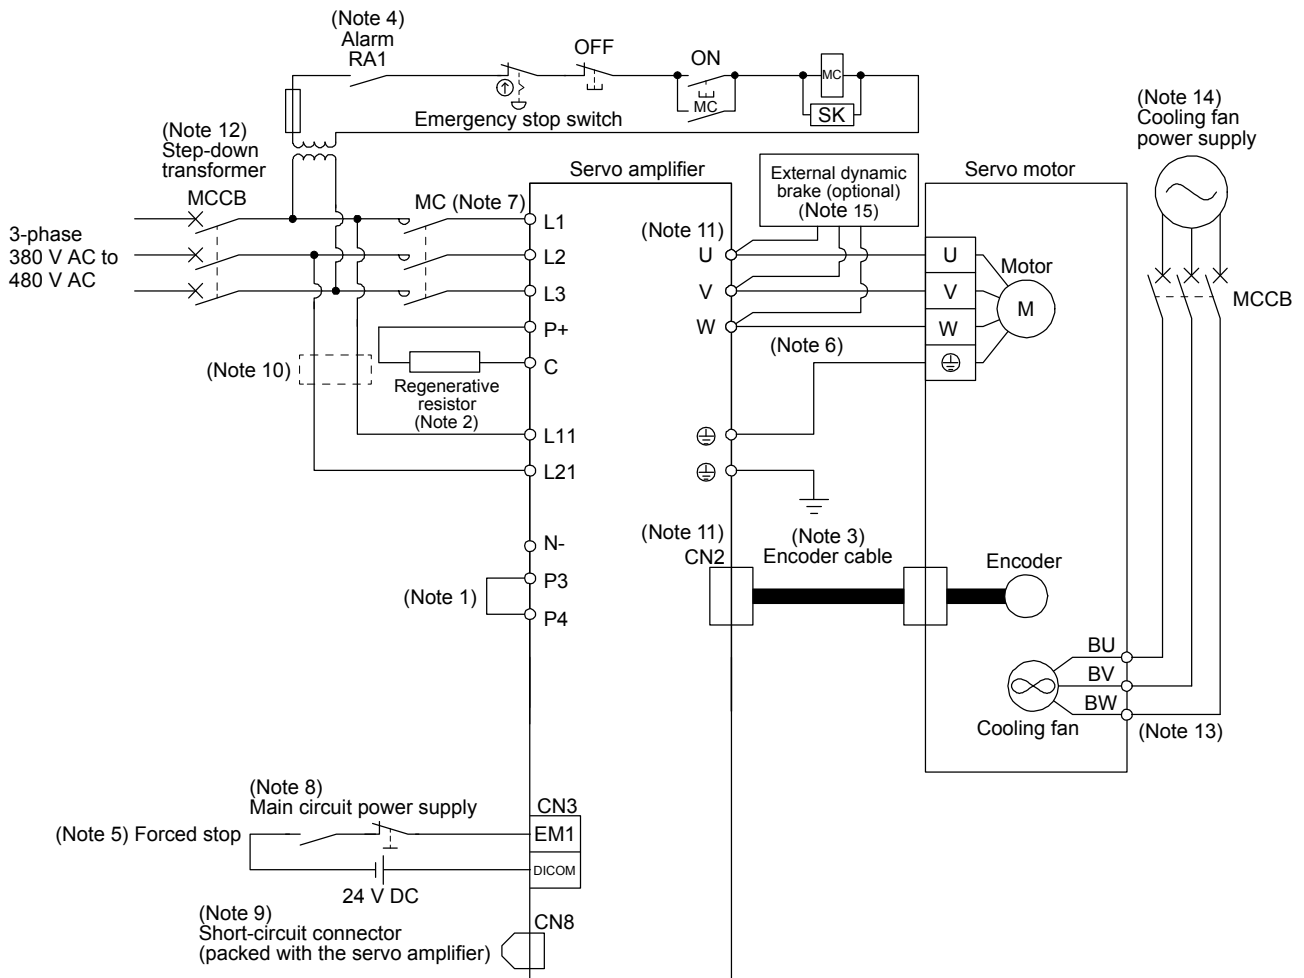 (Note 4)
Alarm
RA1
OFF
ON
MC
MC
SK
Emergency stop switch
(Note 14)
Cooling fan
power supply
(Note 12)
Step-down
transformer
MCCB
MC (Note 7)
3-phase
380 V AC to
480 V AC
Servo amplifier
External dynamic
brake (optional)
(Note 15)
Servo motor
L1
L2
L3
P+
C
(Note 10)
Regenerative
resistor
(Note 2)
L11
L21
N-
P3
P4
(Note 1)
(Note 11)
U
V
W
(Note 6)
U
V
W
Motor
M
MCCB
(Note 11)
CN2
(Note 3)
Encoder cable
Encoder
BU
BV
BW
Cooling fan
(Note 13)
(Note 8)
Main circuit power supply
(Note 5) Forced stop
24 V DC
CN3
EM1
DICOM
(Note 9)
Short-circuit connector
(packed with the servo amplifier)
CN8